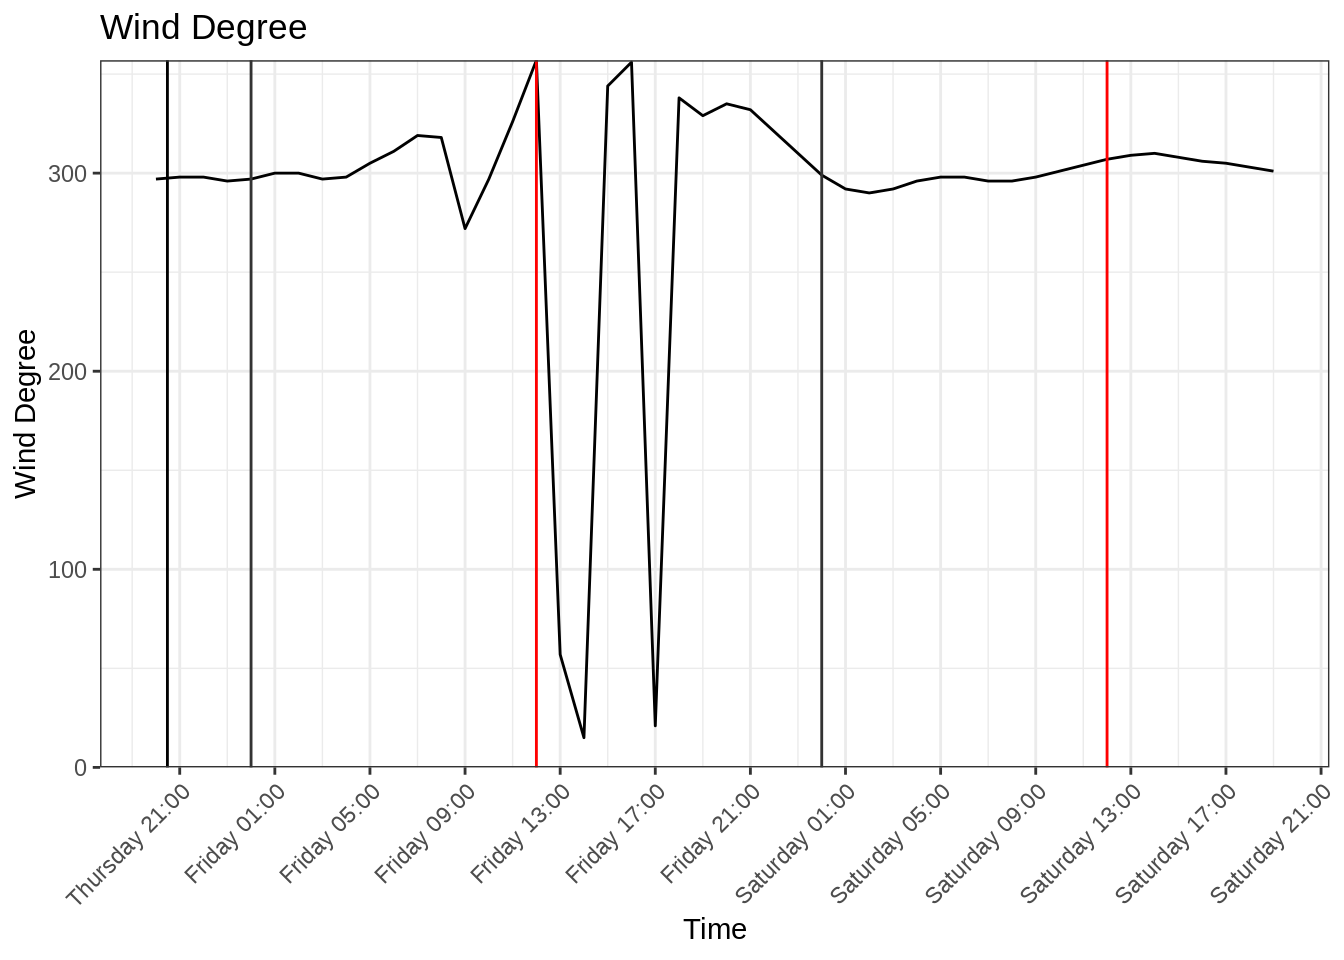 Wind Degree
Wind Degree
300
200
100
0
Thursday 21:00
Friday 01:00
Friday 05:00
Friday 09:00
Friday 13:00
Friday 17:00
Friday 21:00
Saturday 01:00
Saturday 05:00
Saturday 09:00
Saturday 13:00
Saturday 17:00
Saturday 21:00
Time